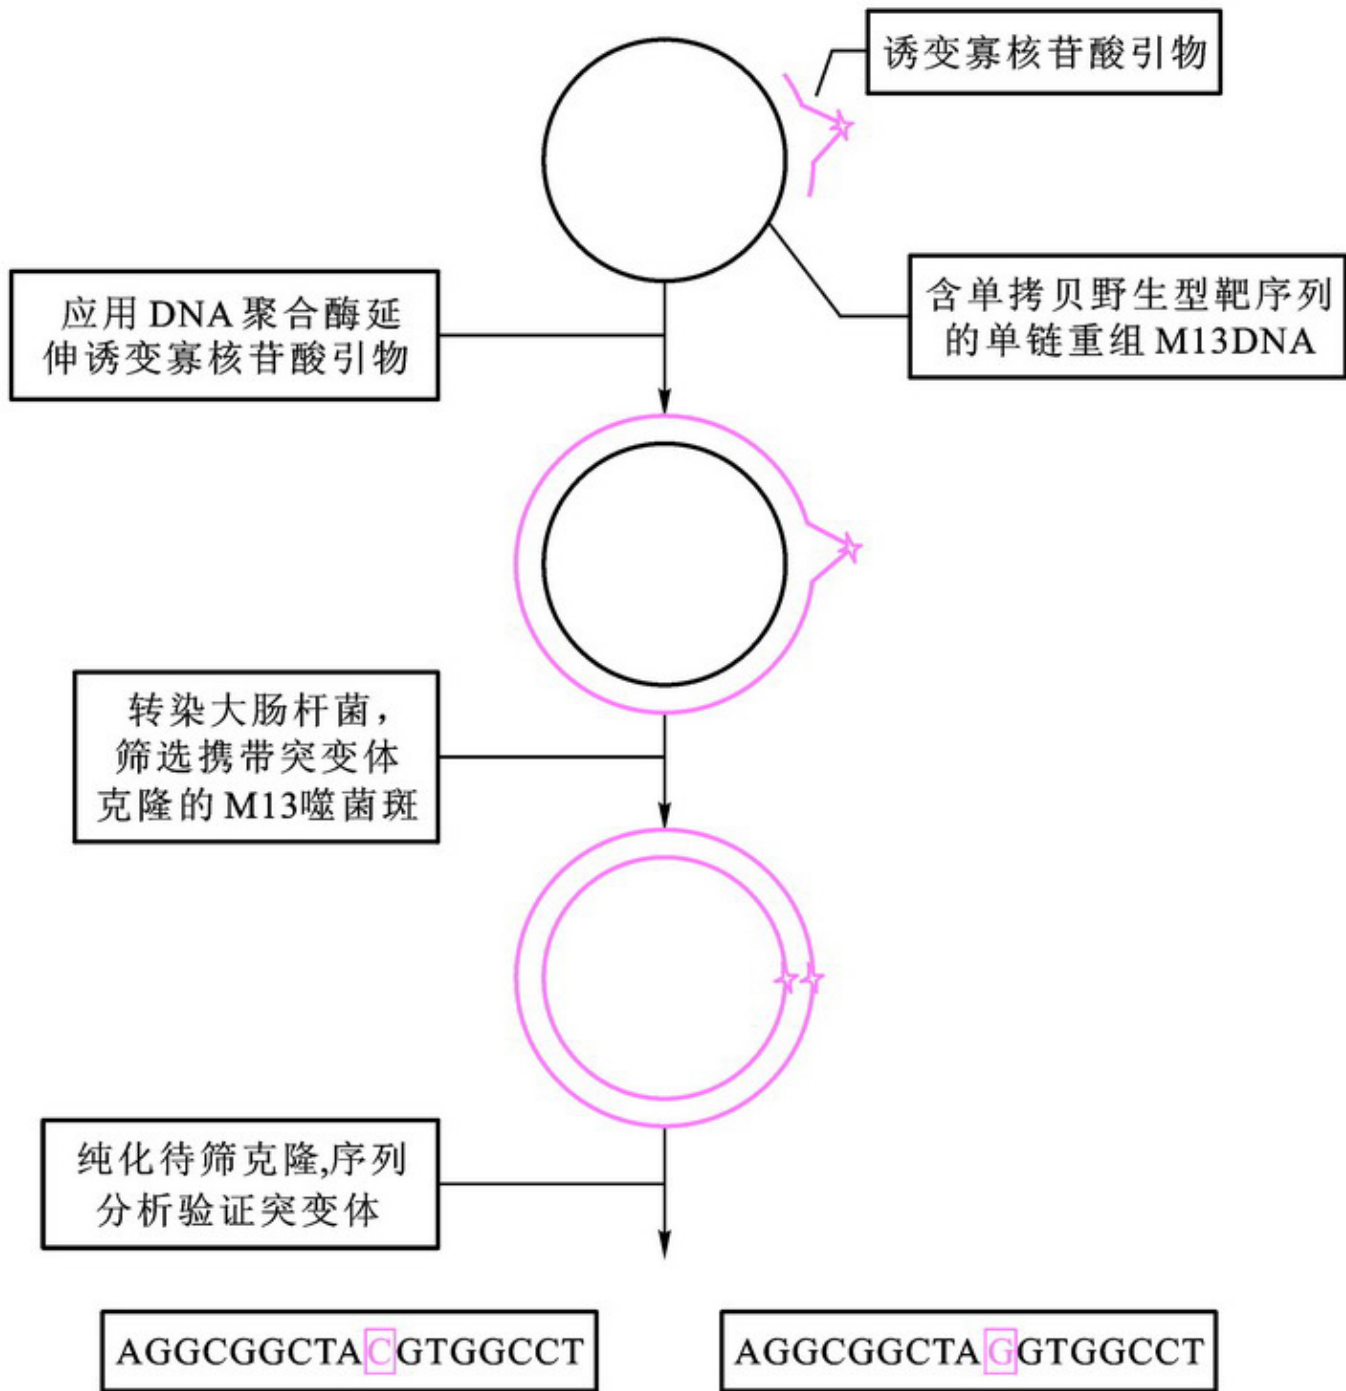 诱变寡核苷酸引物
含单拷贝野生型靶序列
的单链重组M13DNA
应用DNA聚合酶延
伸诱变寡核苷酸引物
转染大肠杆菌，
筛选携带突变体
克隆的M13噬菌斑
纯化待筛克隆,序列
分析验证突变体
AGGCGGCTACGTGGCCT
AGGCGGCTAGGTGGCCT